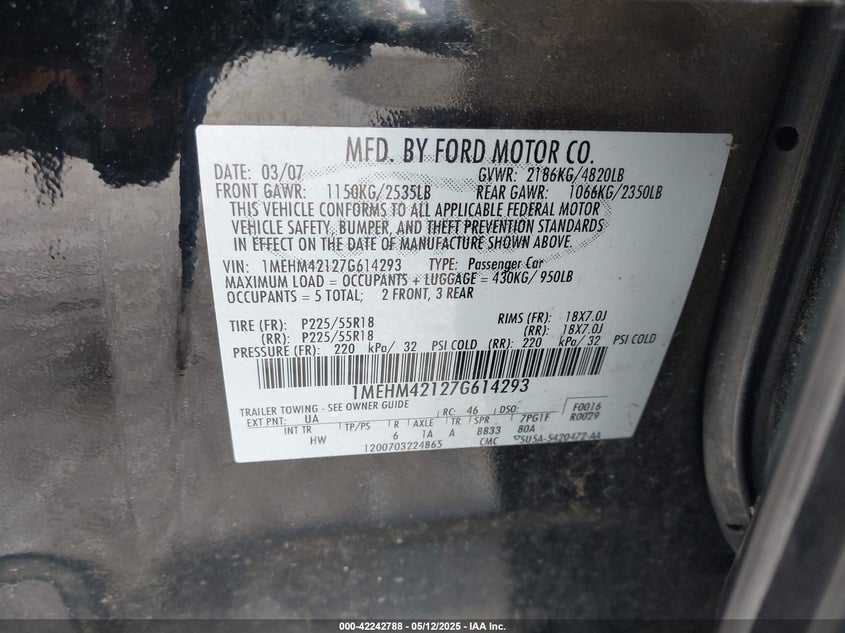 MFD. BY FORD MOTOR CO.
DATE: 03/07 GVWR: 2186KG/4820LB
FRONT GAWR: 1150KG/2535LB REAR GAWR: 1066KG/2350LB
THIS VEHICLE CONFORMS TO ALL APPLICABLE FEDERAL MOTOR
VEHICLE SAFETY, BUMPER, AND THEFT PREVENTION STANDARDS
IN EFFECT ON THE DATE OF MANUFACTURE SHOWN ABOVE.
VIN: 1MEHM42127G614293 TYPE: Passenger Car
MAXIMUM LOAD = OCCUPANTS + LUGGAGE = 430KG/ 950LB
OCCUPANTS = 5 TOTAL; 2 FRONT, 3 REAR
TIRE (FR): P225/55R18 RIMS (FR): 18X7.0J
(RR): P225/55R18 (RR): 18X7.0J
PRESSURE (FR): 220 kPa/ 32 PSI COLD (RR): 220 kPa/ 32 PSI COLD
1MEHM42127G614293
TRAILER TOWING - SEE OWNER GUIDE
EXT PNT: UA RC: 46 DSO: F0016
R0029
INT TR TP/PS R AXLE TR SPR 7PG1F
HW 6 1A A BB33 80A
1200703224865 CMC ▽5U5A-5420472-AA
000-42242788 — 05/12/2025 — IAA Inc.